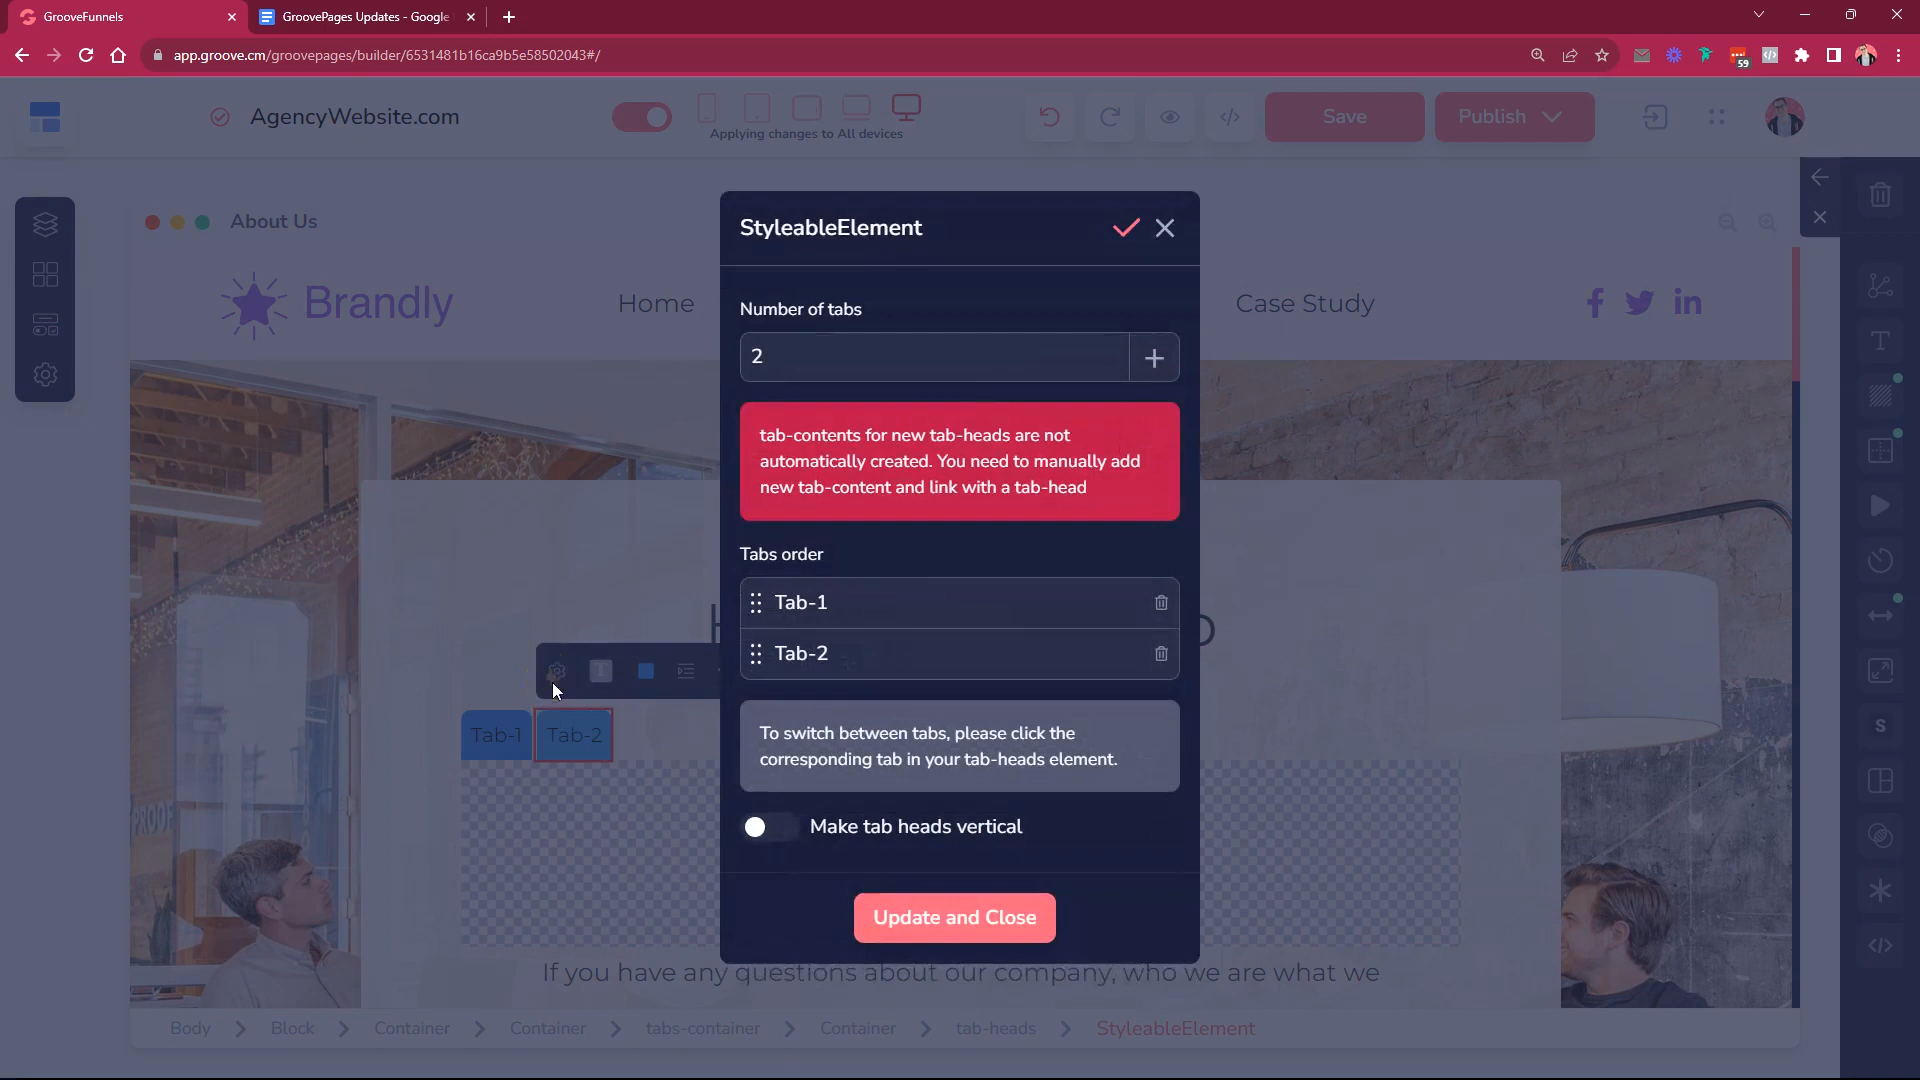 GrooveFunnels
GroovePages Updates - Google
app.groove.cm/groovepages/builder/6531481b16ca9b5e58502043#/
59
AgencyWebsite.com
Applying changes to All devices
</>
Save
Publish
About Us
StyleableElement
Brandly
Home
Case Study
Number of tabs
2
tab-contents for new tab-heads are not
automatically created. You need to manually add
new tab-content and link with a tab-head
Tabs order
Tab-1
Tab-2
T
S
Tab-1
Tab-2
To switch between tabs, please click the
corresponding tab in your tab-heads element.
Make tab heads vertical
Update and Close
If you have any questions about our company, who we are what we
Body
Block
Container
Container
tabs-container
Container
tab-heads
StyleableElement